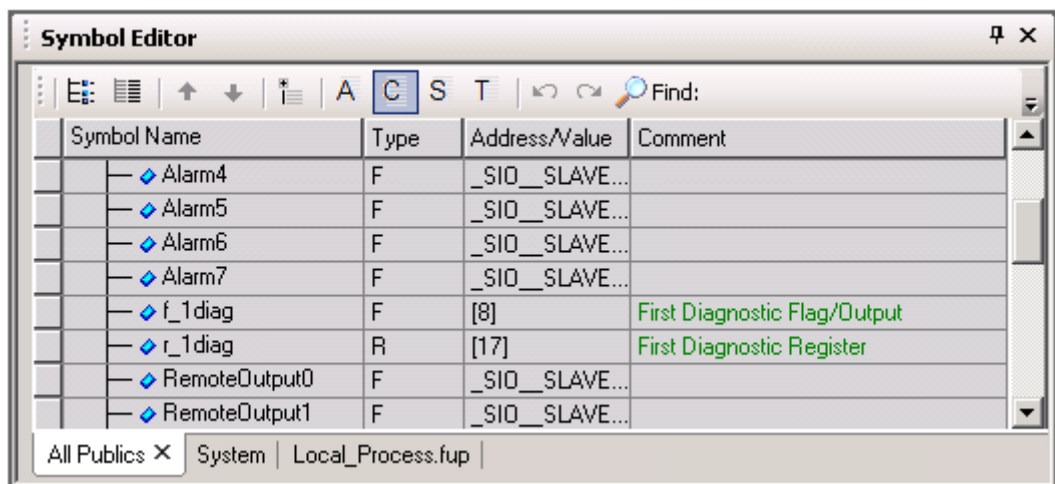 Symbol Editor
A C S T Find:
Symbol Name Type Address/Value Comment
Alarm4 F _SIO__SLAVE...
Alarm5 F _SIO__SLAVE...
Alarm6 F _SIO__SLAVE...
Alarm7 F _SIO__SLAVE...
f_1diag F [8] First Diagnostic Flag/Output
r_1diag R [17] First Diagnostic Register
RemoteOutput0 F _SIO__SLAVE...
RemoteOutput1 F _SIO__SLAVE...
All Publics System Local_Process.fup